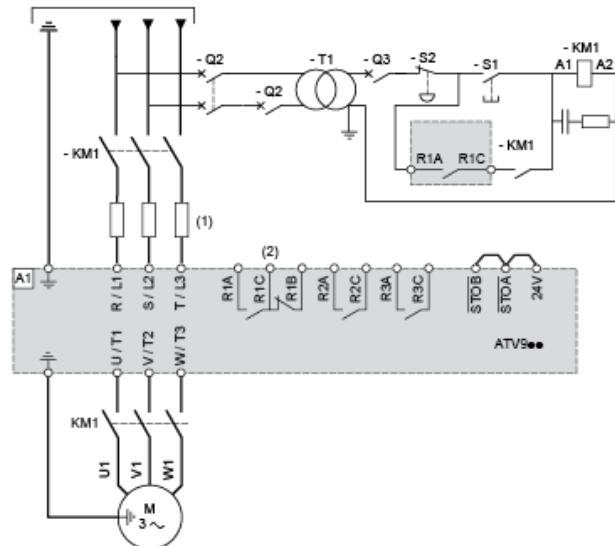 - Q2
- T1
- Q3
- S2
- S1
- KM1
A1
A2
- Q2
- KM1
R1A
R1C
- KM1
(1)
(2)
A1
R / L1
S / L2
T / L3
R1A
R1C
R1B
R2A
R2C
R3A
R3C
STOB
STOA
24V
U / T1
V / T2
W / T3
ATV9●●
KM1
U1
V1
W1
M
3 ~